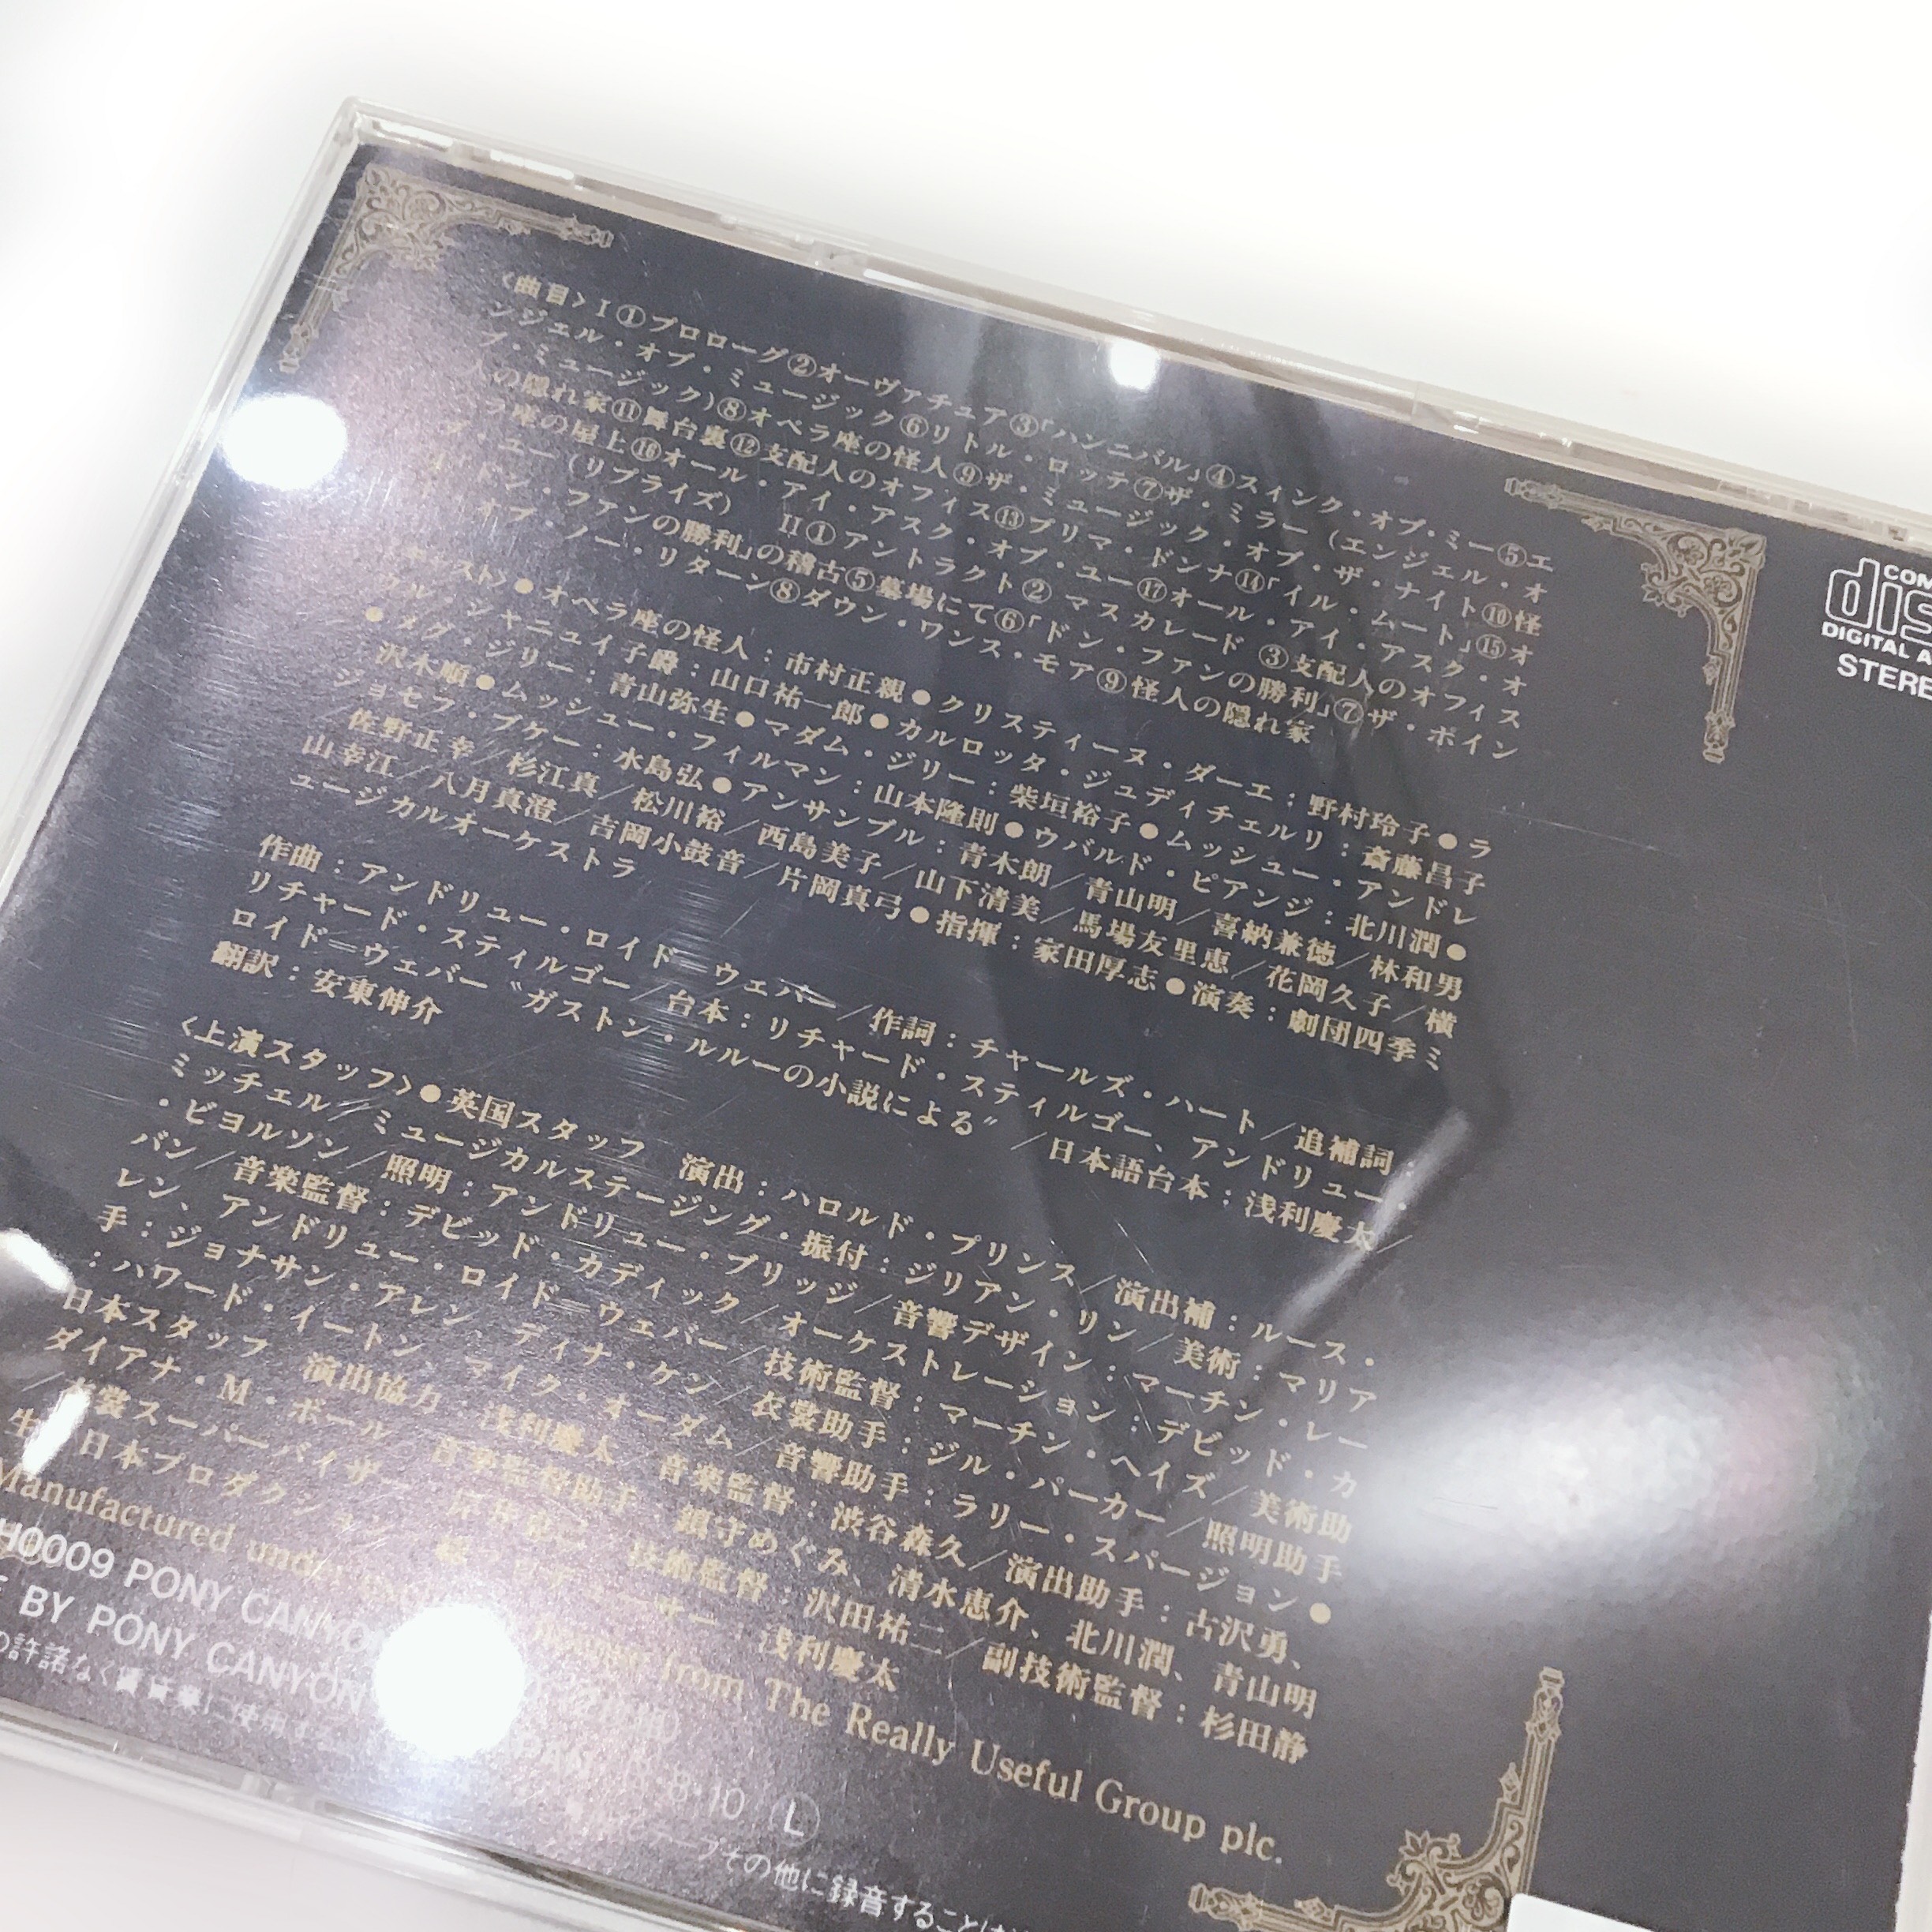 〈曲目〉I①プロローグ②オーヴァチュア③「ハンニバル」④スィンク・オブ・ミー⑤エ
ンジェル・オブ・ミュージック⑥リトル・ロッテ⑦ザ・ミラー（エンジェル・オ
ブ・ミュージック）⑧オペラ座の怪人⑨ザ・ミュージック・オブ・ザ・ナイト⑩怪
人の隠れ家⑪舞台裏⑫支配人のオフィス⑬プリマ・ドンナ⑭「イル・ムート」⑮オ
ラ座の屋上⑯オール・アイ・アスク・オブ・ユー⑰オール・アイ・アスク・オ
ブ・ユー（リプライズ） II①アントラクト②マスカレード③支配人のオフィス
ドン・ファンの勝利」の稽古⑤墓場にて⑥「ドン・ファンの勝利」⑦ザ・ポイン
ト・オブ・ノー・リターン⑧ダウン・ワンス・モア⑨怪人の隠れ家
〈キャスト〉●オペラ座の怪人：市村正親●クリスティーヌ・ダーエ：野村玲子●ラ
ウル・シャニュイ子爵：山口祐一郎●カルロッタ・ジュディチェルリ：斎藤昌子
●メグ・ジリー：青山弥生●マダム・ジリー：柴垣裕子●ムッシュー・アンドレ
沢木順●ムッシュー・フィルマン：山本隆則●ウバルド・ピアンジ：北川潤●
ジョセフ・ブケー：水島弘●アンサンブル：青木朗／青山明／喜納兼徳／林和男
／佐野正幸／杉江真／松川裕／西島美子／山下清美／馬場友里恵／花岡久子／横
山幸江／八月真澄／吉岡小鼓音／片岡真弓●指揮：家田厚志●演奏：劇団四季ミ
ュージカルオーケストラ
作曲：アンドリュー・ロイド＝ウェバー／作詞：チャールズ・ハート／追補詞：
リチャード・スティルゴー／台本：リチャード・スティルゴー、アンドリュー・
ロイド＝ウェバー〝ガストン・ルルーの小説による〟／日本語台本：浅利慶太／
翻訳：安東伸介
〈上演スタッフ〉●英国スタッフ 演出：ハロルド・プリンス／演出補：ルース・
ミッチェル／ミュージカルステージング・振付：ジリアン・リン／美術：マリア
・ビヨルソン／照明：アンドリュー・ブリッジ／音響デザイン：マーチン・レー
バン／音楽監督：デビッド・カディック／オーケストレーション：デビッド・カ
レン、アンドリュー・ロイド＝ウェバー／技術監督：マーチン・ヘイズ／美術助
手：ジョナサン・アレン、ディナ・ケン／衣裳助手：ジル・パーカー／照明助手
：ハワード・イートン マイク・オーダム／音響助手：ラリー・スパージョン●
日本スタッフ 演出協力 浅利慶太 音楽監督：渋谷森久／演出助手：古沢勇、
ダイアナ・M・ポール 音楽監督助手 鎮守めぐみ、清水恵介、北川潤、青山明
／衣裳スーパーバイザー 技術監督・沢田祐二／副技術監督：杉田静
生 日本プロダクション 浅利慶太
Manufactured under from The Really Useful Group plc.
H0009 PONY CANYO
BY PONY CANYON 8・10 Ⓛ
の許諾なく テープその他に録音することは
COM
dis
DIGITAL A
STERE